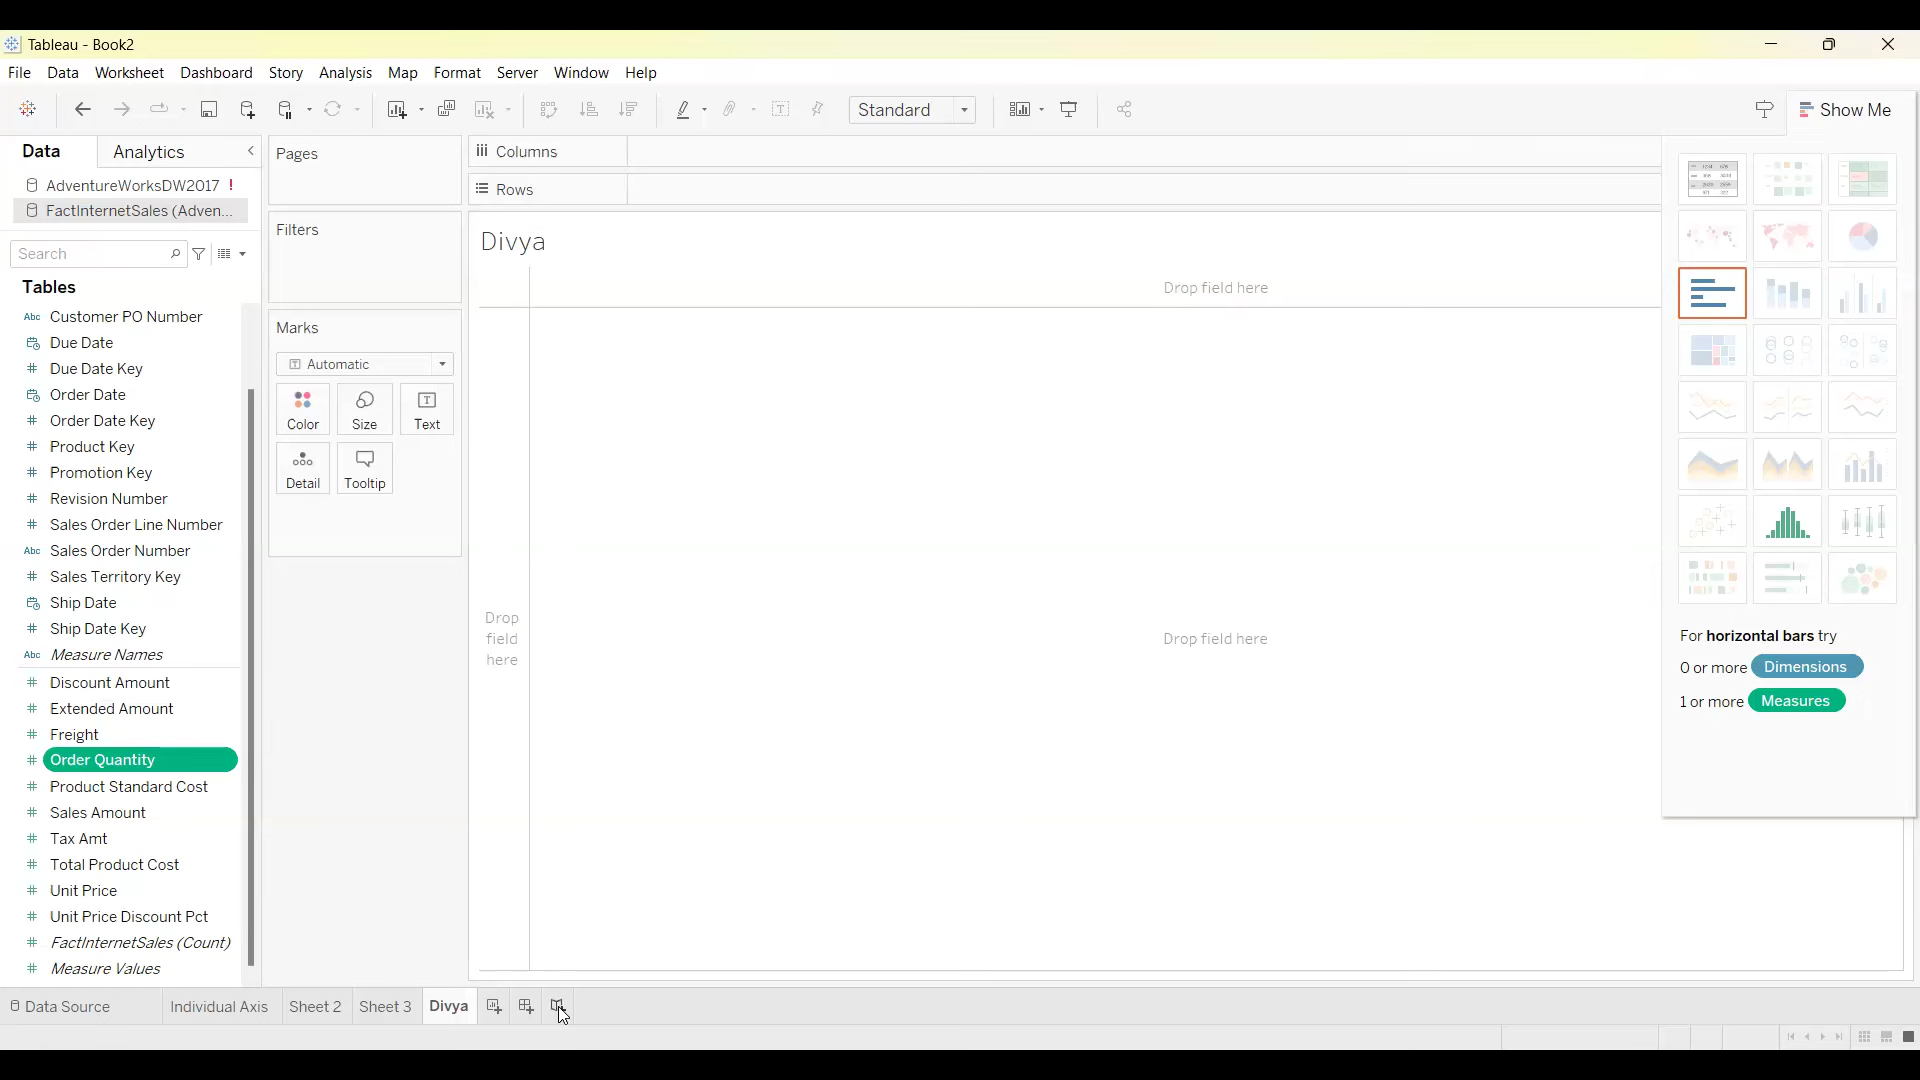 Tableau - Book2
File Data Worksheet Dashboard Story Analysis Map Format Server Window Help
Standard
Show Me
Data Analytics
AdventureWorksDW2017 !
FactInternetSales (Adven...
Search
Tables
Abc Customer PO Number
Due Date
# Due Date Key
Order Date
# Order Date Key
# Product Key
# Promotion Key
# Revision Number
# Sales Order Line Number
Abc Sales Order Number
# Sales Territory Key
Ship Date
# Ship Date Key
Abc Measure Names
# Discount Amount
# Extended Amount
# Freight
# Order Quantity
# Product Standard Cost
# Sales Amount
# Tax Amt
# Total Product Cost
# Unit Price
# Unit Price Discount Pct
# FactInternetSales (Count)
# Measure Values
Pages
Filters
Marks
Automatic
Color Size Text
Detail Tooltip
Columns
Rows
Divya
Drop field here
Drop
field
here
Drop field here
For horizontal bars try
0 or more Dimensions
1 or more Measures
Data Source Individual Axis Sheet 2 Sheet 3 Divya